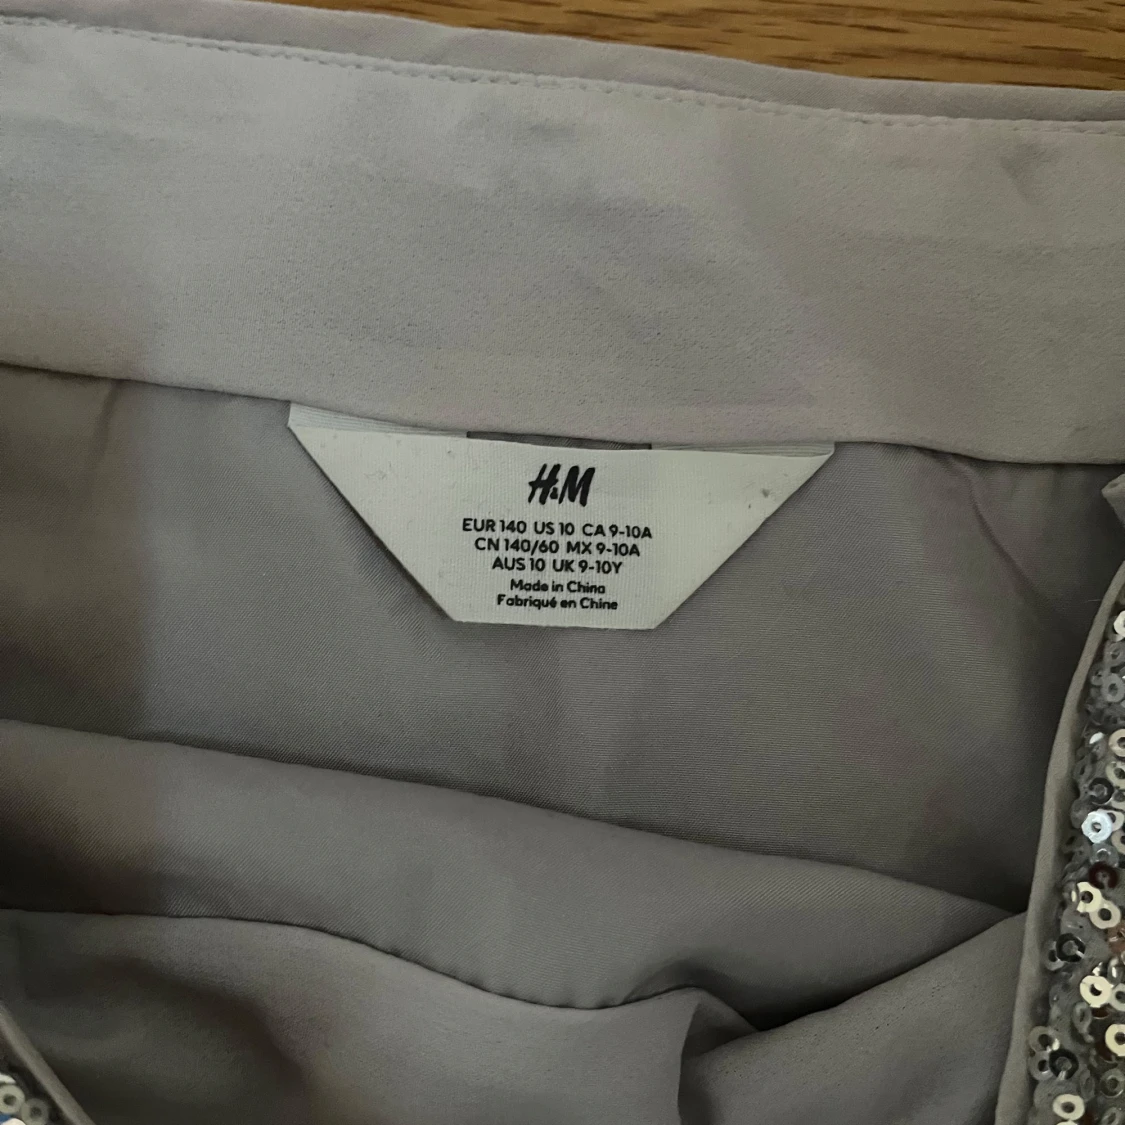 H&M
EUR 140 US 10 CA 9-10A
CN 140/60 MX 9-10A
AUS 10 UK 9-10Y
Made in China
Fabriqué en Chine